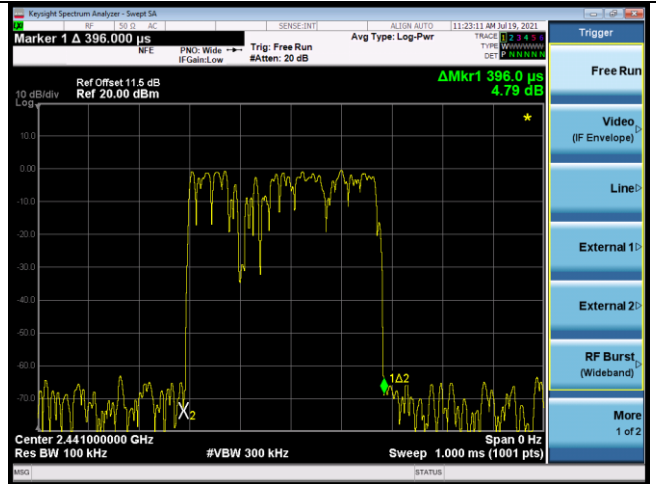 Keysight Spectrum Analyzer - Swept SA
RF 50 Ω AC SENSE:INT ALIGN AUTO 11:23:11 AM Jul 19, 2021
Marker 1 Δ 396.000 µs
NFE
PNO: Wide
IFGain:Low
Trig: Free Run
#Atten: 20 dB
Avg Type: Log-Pwr
TRACE 1 2 3 4 5 6
TYPE WWWWWW
DET P N N N N N
ΔMkr1 396.0 µs
4.79 dB
Ref Offset 11.5 dB
10 dB/div Ref 20.00 dBm
Log
10.0
0.00
-10.0
-20.0
-30.0
-40.0
-50.0
-60.0
-70.0
1Δ2
X2
*
Center 2.441000000 GHz Span 0 Hz
Res BW 100 kHz #VBW 300 kHz Sweep 1.000 ms (1001 pts)
MSG STATUS
Trigger
Free Run
Video
(IF Envelope)
Line
External 1
External 2
RF Burst
(Wideband)
More
1 of 2